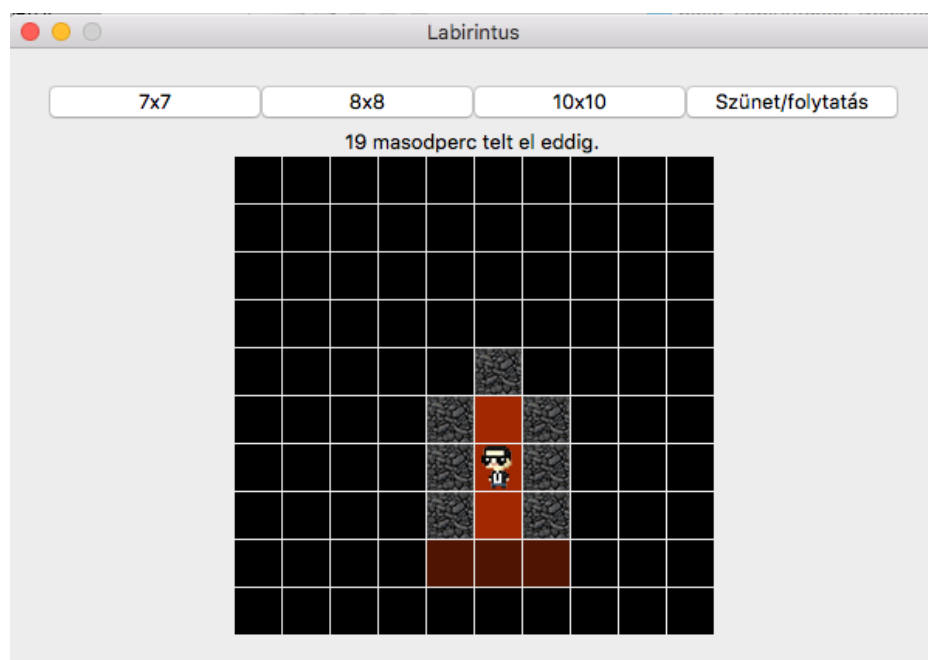 Labirintus
7x7 8x8 10x10 Szünet/folytatás
19 masodperc telt el eddig.